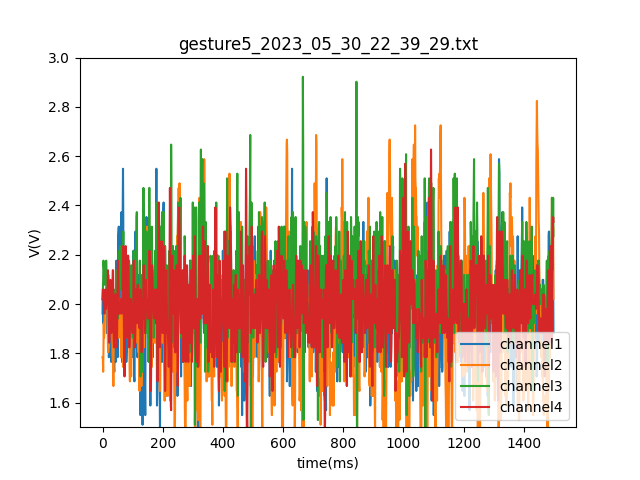 gesture5_2023_05_30_22_39_29.txt
3.0
2.8
2.6
2.4
2.2
2.0
1.8
1.6
V(V)
0 200 400 600 800 1000 1200 1400
time(ms)
channel1
channel2
channel3
channel4